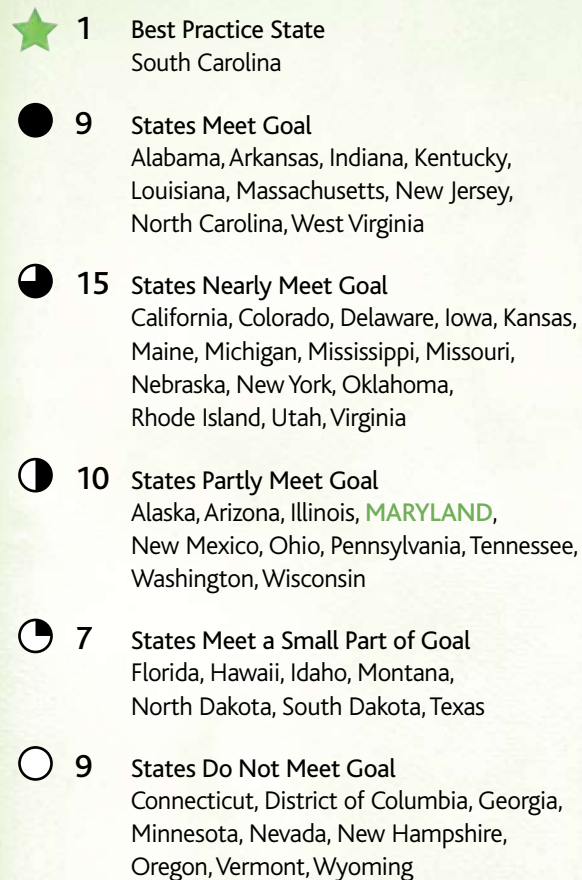 1 Best Practice State
South Carolina
9 States Meet Goal
Alabama, Arkansas, Indiana, Kentucky,
Louisiana, Massachusetts, New Jersey,
North Carolina, West Virginia
15 States Nearly Meet Goal
California, Colorado, Delaware, Iowa, Kansas,
Maine, Michigan, Mississippi, Missouri,
Nebraska, New York, Oklahoma,
Rhode Island, Utah, Virginia
10 States Partly Meet Goal
Alaska, Arizona, Illinois, MARYLAND,
New Mexico, Ohio, Pennsylvania, Tennessee,
Washington, Wisconsin
7 States Meet a Small Part of Goal
Florida, Hawaii, Idaho, Montana,
North Dakota, South Dakota, Texas
9 States Do Not Meet Goal
Connecticut, District of Columbia, Georgia,
Minnesota, Nevada, New Hampshire,
Oregon, Vermont, Wyoming